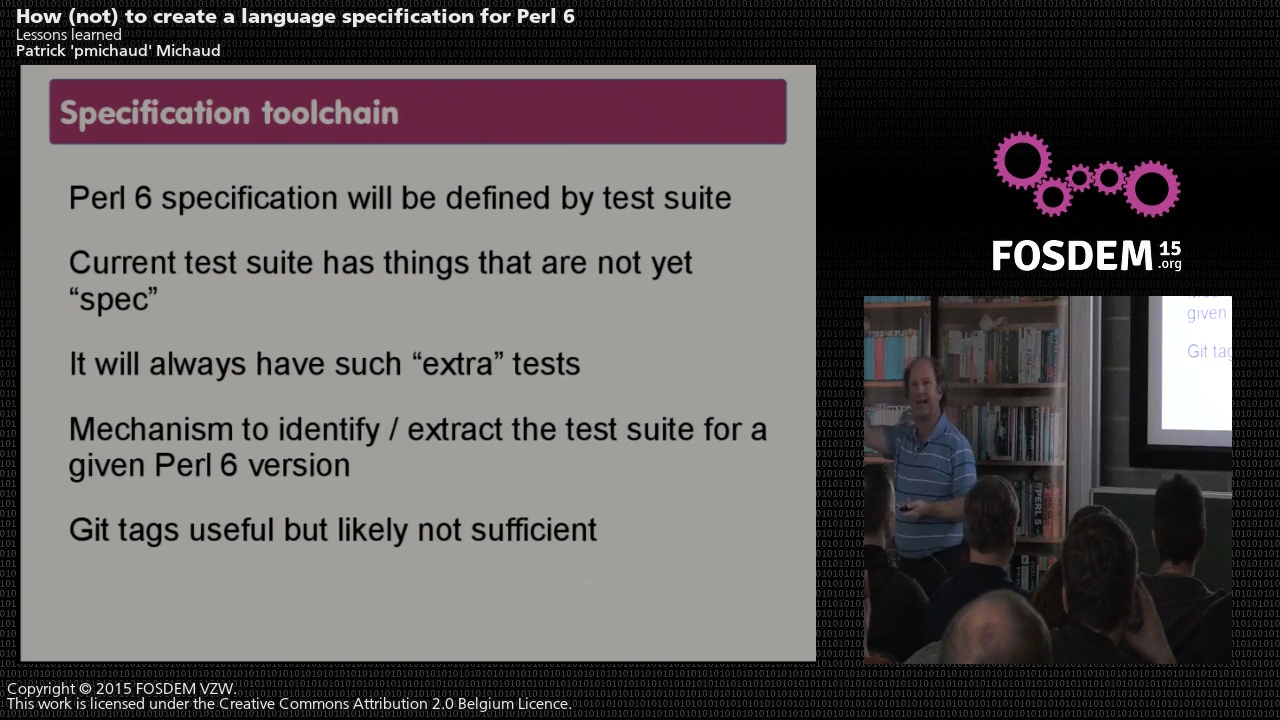 How (not) to create a language specification for Perl 6
Lessons learned
Patrick 'pmichaud' Michaud
Specification toolchain
Perl 6 specification will be defined by test suite
Current test suite has things that are not yet
“spec”
It will always have such “extra” tests
Mechanism to identify / extract the test suite for a
given Perl 6 version
Git tags useful but likely not sufficient
FOSDEM 15
.org
given
Git tag
PERL 5
Copyright © 2015 FOSDEM VZW.
This work is licensed under the Creative Commons Attribution 2.0 Belgium Licence.